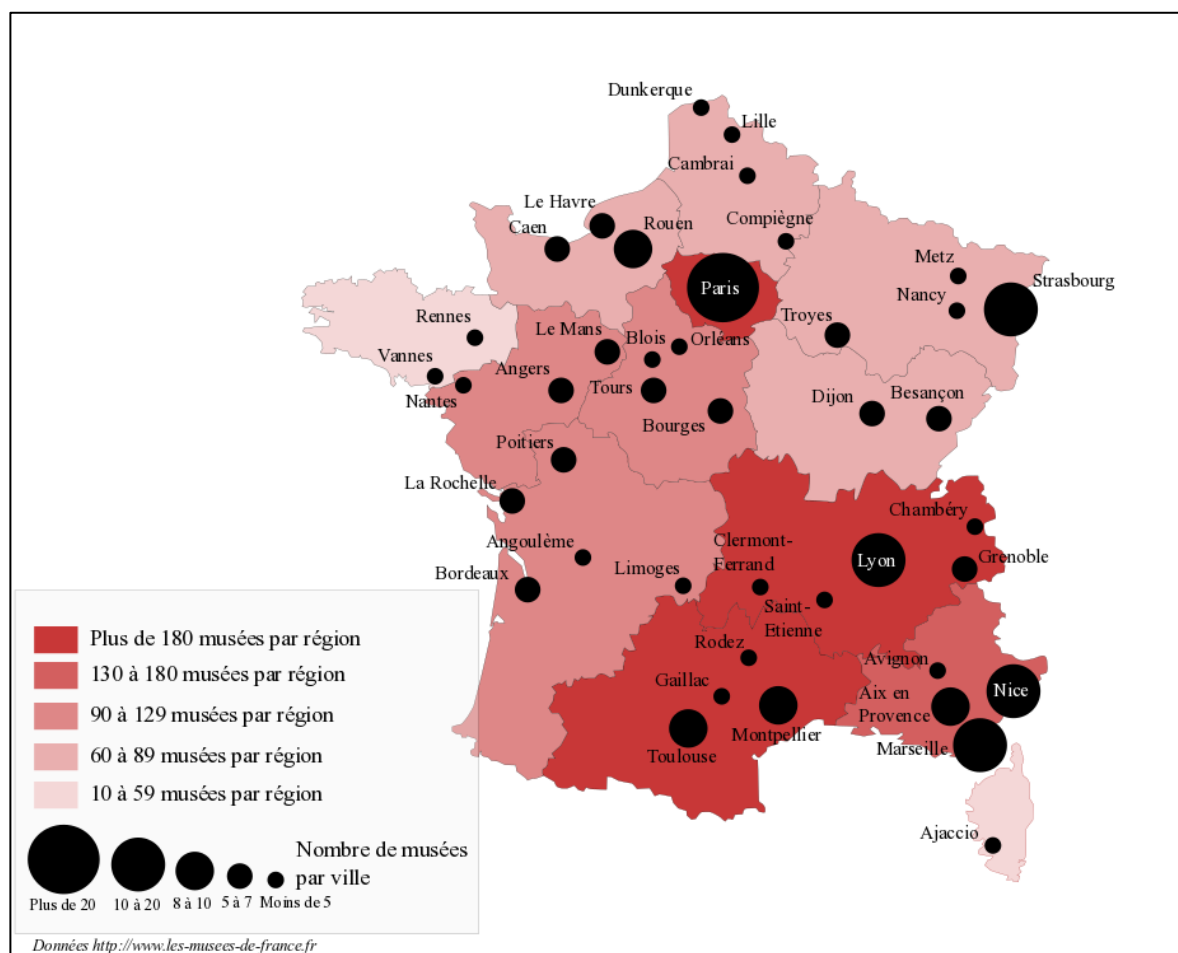 Dunkerque
Lille
Cambrai
Le Havre
Caen
Rouen
Compiègne
Metz
Strasbourg
Paris
Nancy
Rennes
Le Mans
Blois
Orléans
Troyes
Vannes
Angers
Nantes
Tours
Dijon
Besançon
Bourges
Poitiers
La Rochelle
Chambéry
Angoulème
Clermont-
Ferrand
Lyon
Grenoble
Bordeaux
Limoges
Saint-
Etienne
Rodez
Avignon
Gaillac
Aix en
Provence
Nice
Montpellier
Toulouse
Marseille
Ajaccio
Plus de 180 musées par région
130 à 180 musées par région
90 à 129 musées par région
60 à 89 musées par région
10 à 59 musées par région
Nombre de musées
par ville
Plus de 20
10 à 20
8 à 10
5 à 7
Moins de 5
Données http://www.les-musees-de-france.fr